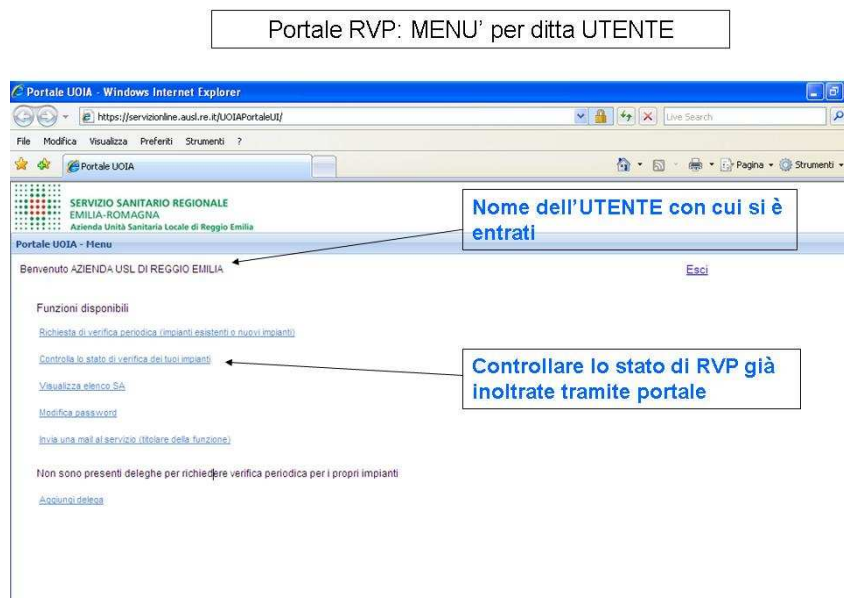 Portale RVP: MENU' per ditta UTENTE
Portale UOIA - Windows Internet Explorer
https://servizionline.ausl.re.it/UOIAPortaleUI/
Live Search
File Modifica Visualizza Preferiti Strumenti ?
Portale UOIA
Pagina
Strumenti
SERVIZIO SANITARIO REGIONALE
EMILIA-ROMAGNA
Azienda Unità Sanitaria Locale di Reggio Emilia
Nome dell'UTENTE con cui si è
entrati
Portale UOIA - Menu
Benvenuto AZIENDA USL DI REGGIO EMILIA
Esci
Funzioni disponibili
Richiesta di verifica periodica (impianti esistenti o nuovi impianti)
Controlla lo stato di verifica dei tuoi impianti
Controllare lo stato di RVP già
inoltrate tramite portale
Visualizza elenco SA
Modifica password
Invia una mail al servizio (titolare della funzione)
Non sono presenti deleghe per richiedere verifica periodica per i propri impianti
Aggiungi delega